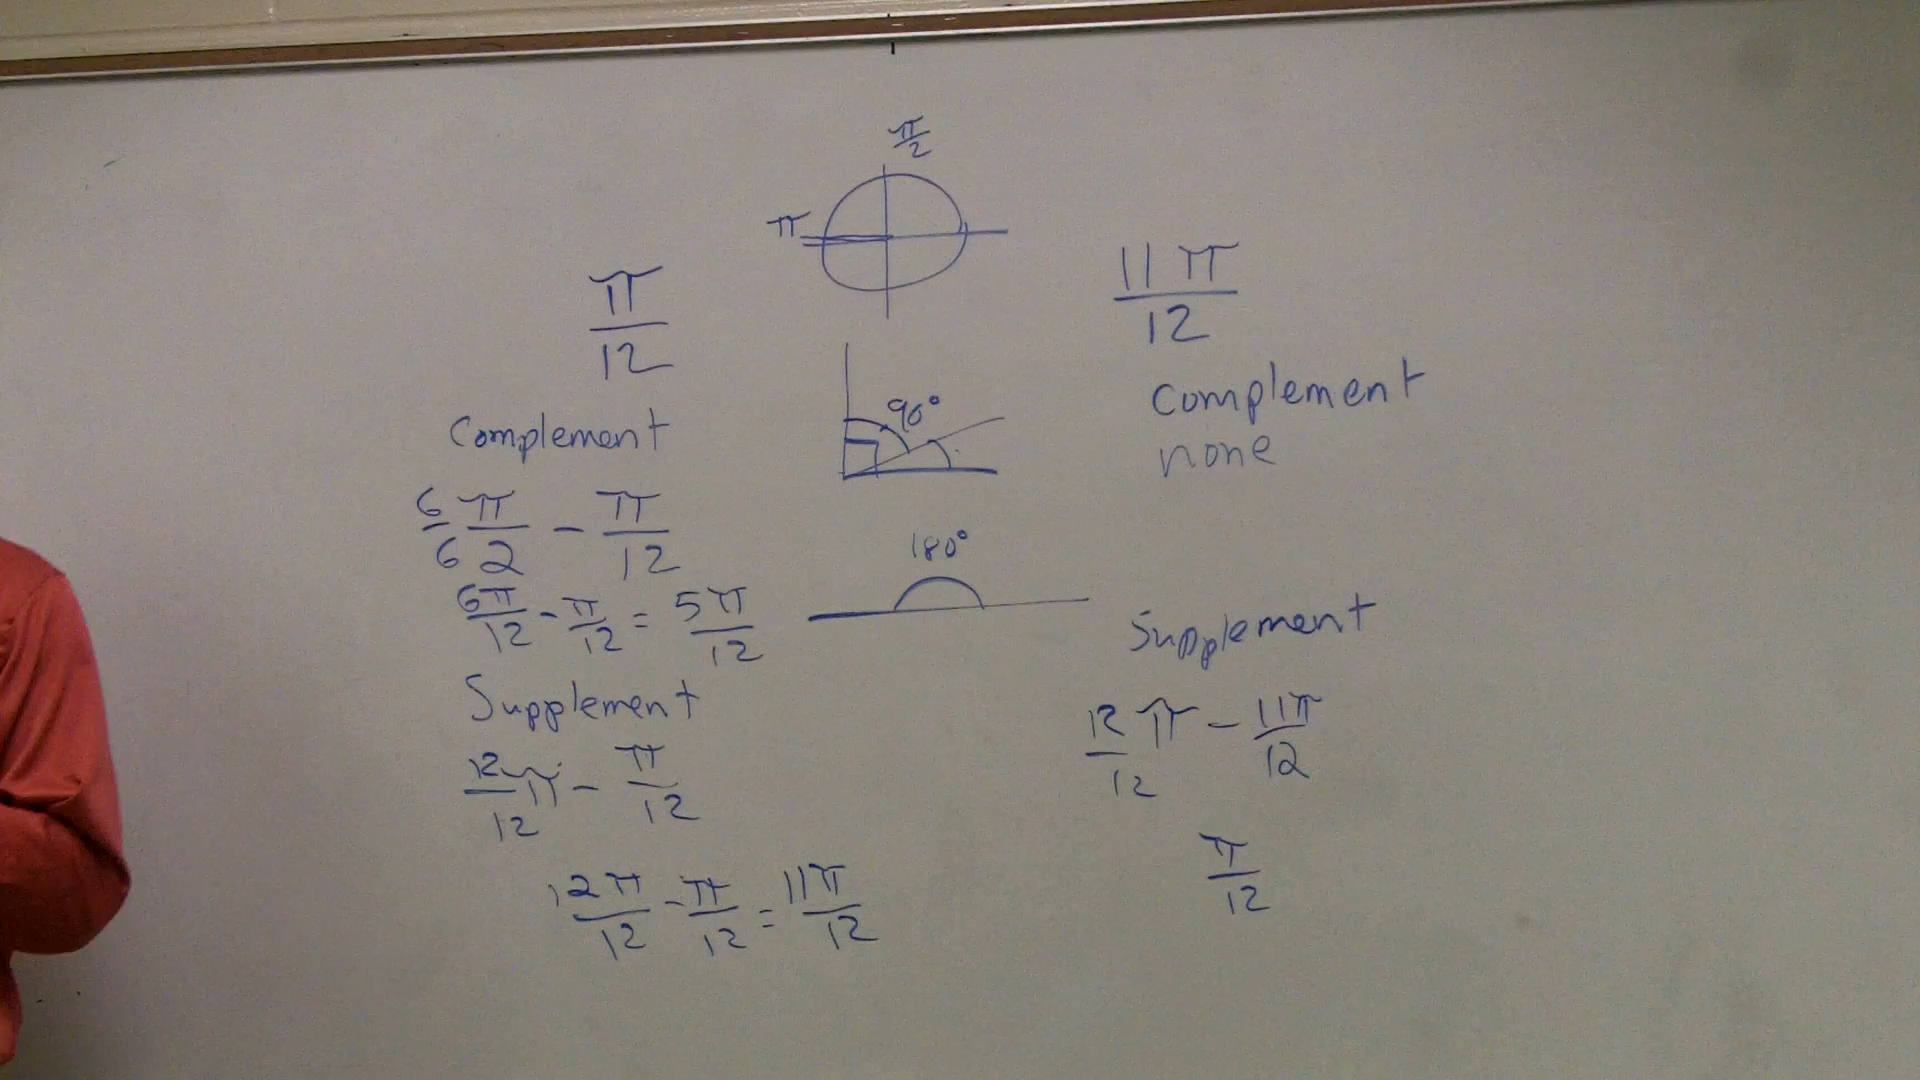 π/2
π
π/12
Complement
6/6 π/2 - π/12
6π/12 - π/12 = 5π/12
Supplement
12/12 π - π/12
12π/12 - π/12 = 11π/12
90°
180°
11π/12
Complement
none
Supplement
12/12 π - 11π/12
π/12